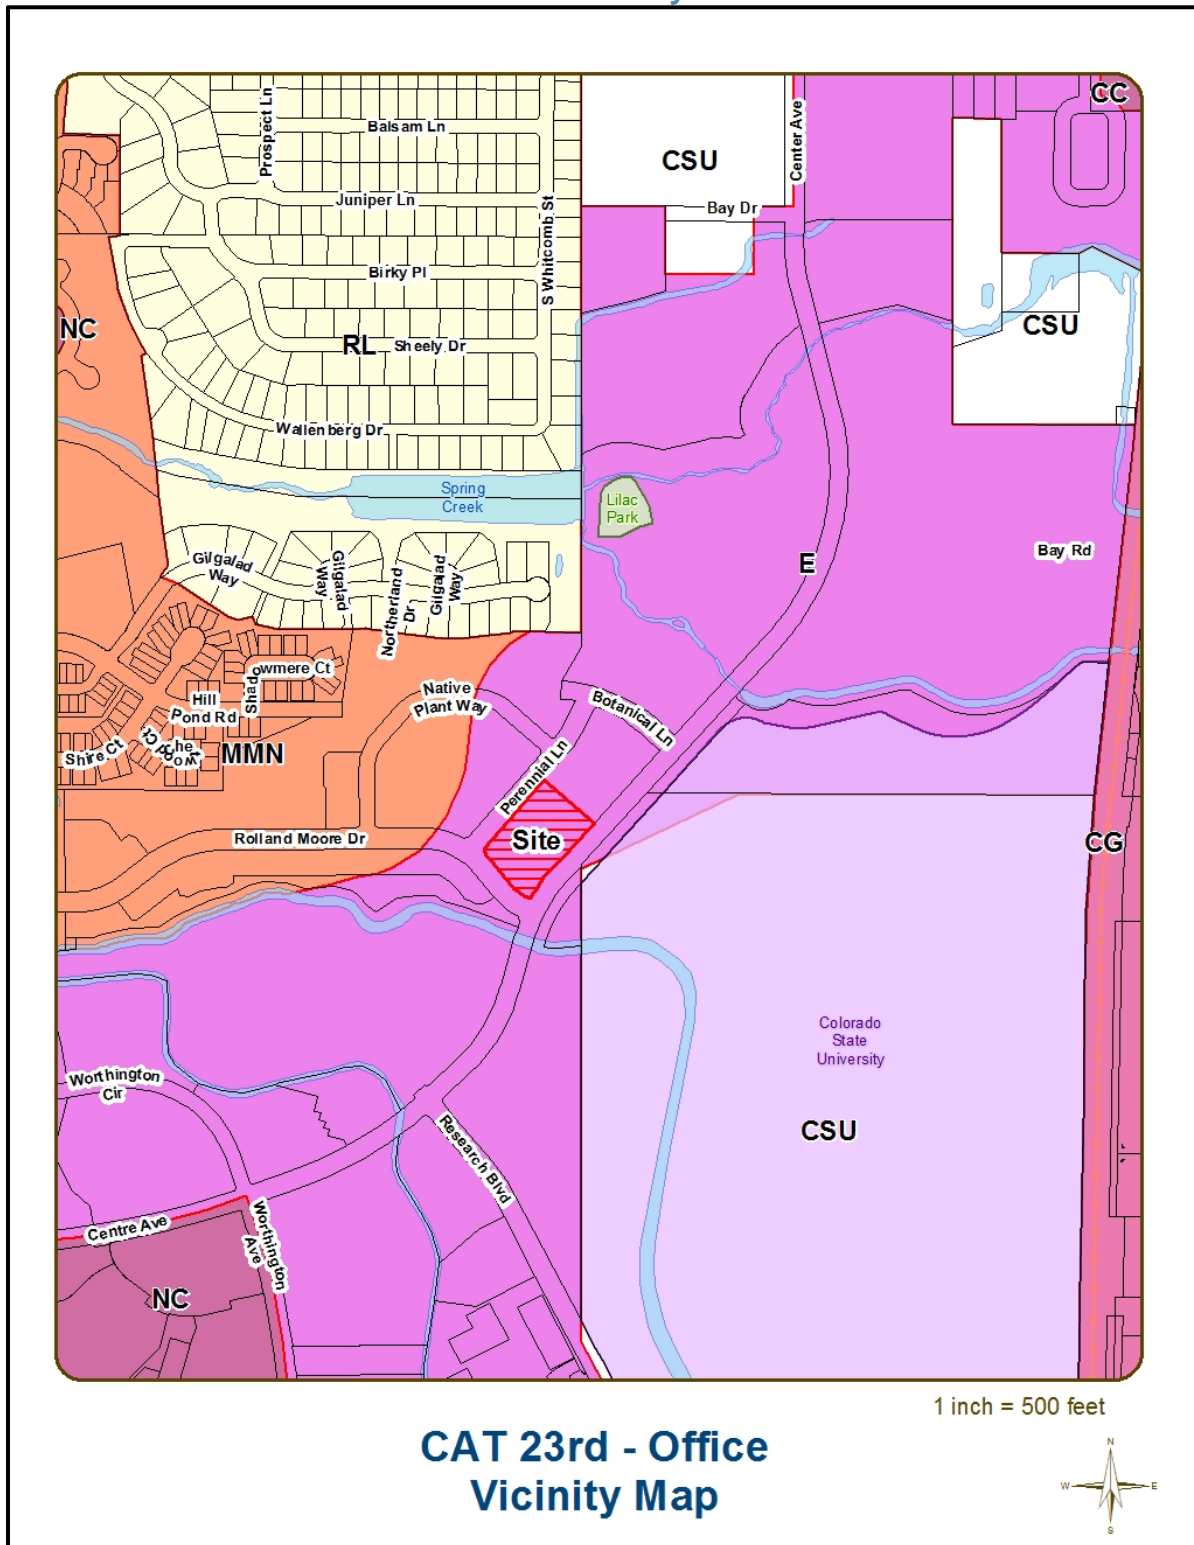 CC
Prospect Ln
Balsam Ln
CSU
Center Ave
Juniper Ln
S Whitcomb St
Bay Dr
Birky Pl
NC
RL
Sheely Dr
CSU
Wallenberg Dr
Spring
Creek
Lilac
Park
Bay Rd
E
Gilgalad
Way
Gilgalad
Way
Northerland
Dr
Gilgalad
Way
Shadowmere Ct
Hill
Pond Rd
Native
Plant Way
Botanical Ln
Shire Ct
MMN
Perennial Ln
Rolland Moore Dr
Site
CG
Colorado
State
University
Worthington
Cir
CSU
Research Blvd
Centre Ave
Worthington
Ave
NC
1 inch = 500 feet
CAT 23rd - Office
Vicinity Map
N
W
E
S